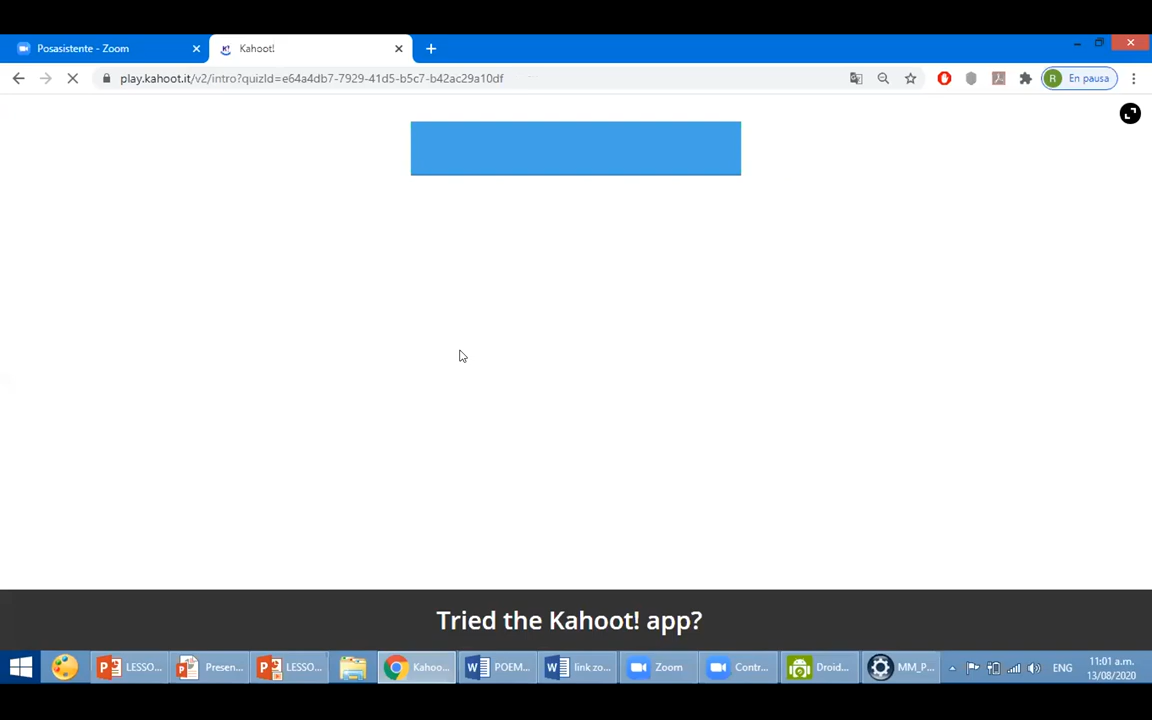 Posasistente - Zoom
Kahoot!
play.kahoot.it/v2/intro?quizId=e64a4db7-7929-41d5-b5c7-b42ac29a10df
R
En pausa
Tried the Kahoot! app?
LESSO...
Presen...
LESSO...
Kahoo...
POEM...
link zo...
Zoom
Contr...
Droid...
MM_P...
ENG
11:01 a.m.
13/08/2020